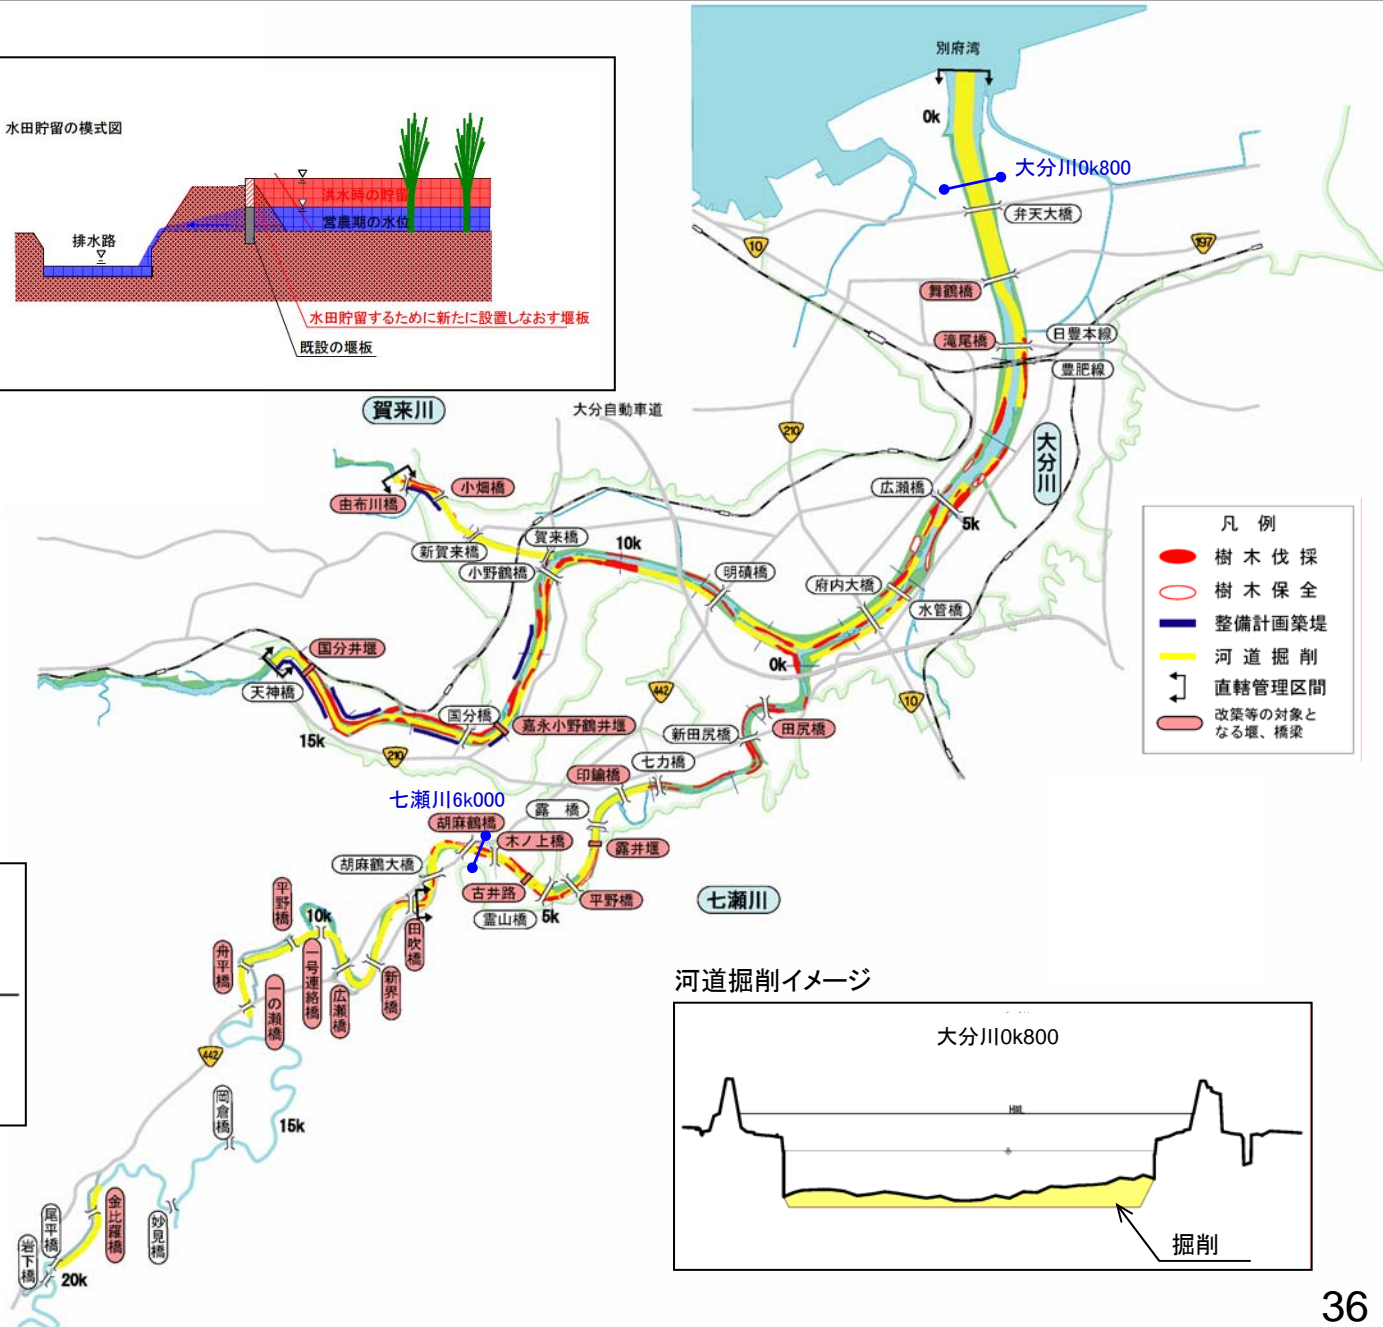 水田貯留の模式図
洪水時の貯留
営農期の水位
排水路
水田貯留するために新たに設置しなおす堰板
既設の堰板
別府湾
0k
大分川0k800
弁天大橋
10
197
舞鶴橋
滝尾橋
日豊本線
豊肥線
賀来川
大分自動車道
210
大分川
広瀬橋
5k
由布川橋
小畑橋
新賀来橋
賀来橋
小野鶴橋
10k
明磧橋
府内大橋
水管橋
凡 例
樹 木 伐 採
樹 木 保 全
整備計画築堤
河 道 掘 削
直轄管理区間
改築等の対象と
なる堰、橋梁
国分井堰
天神橋
15k
210
国分橋
嘉永小野鶴井堰
0k
442
10
新田尻橋
田尻橋
七力橋
印鑰橋
七瀬川6k000
露 橋
胡麻鶴橋
木ノ上橋
露井堰
胡麻鶴大橋
古井路
平野橋
霊山橋
5k
七瀬川
平野橋
10k
田吹橋
舟平橋
一の瀬橋
一号連絡橋
広瀬橋
新界橋
442
岡倉橋
15k
金比羅橋
妙見橋
尾平橋
岩下橋
20k
河道掘削イメージ
大分川0k800
HWL
掘削
36